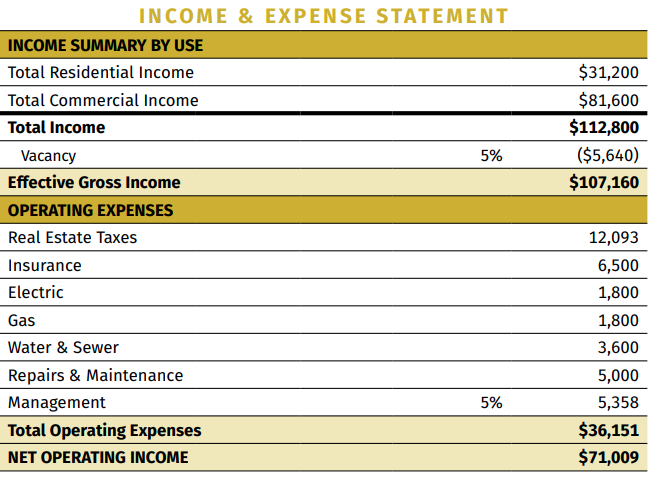 INCOME & EXPENSE STATEMENT
INCOME SUMMARY BY USE
Total Residential Income $31,200
Total Commercial Income $81,600
Total Income $112,800
Vacancy 5% ($5,640)
Effective Gross Income $107,160
OPERATING EXPENSES
Real Estate Taxes 12,093
Insurance 6,500
Electric 1,800
Gas 1,800
Water & Sewer 3,600
Repairs & Maintenance 5,000
Management 5% 5,358
Total Operating Expenses $36,151
NET OPERATING INCOME $71,009